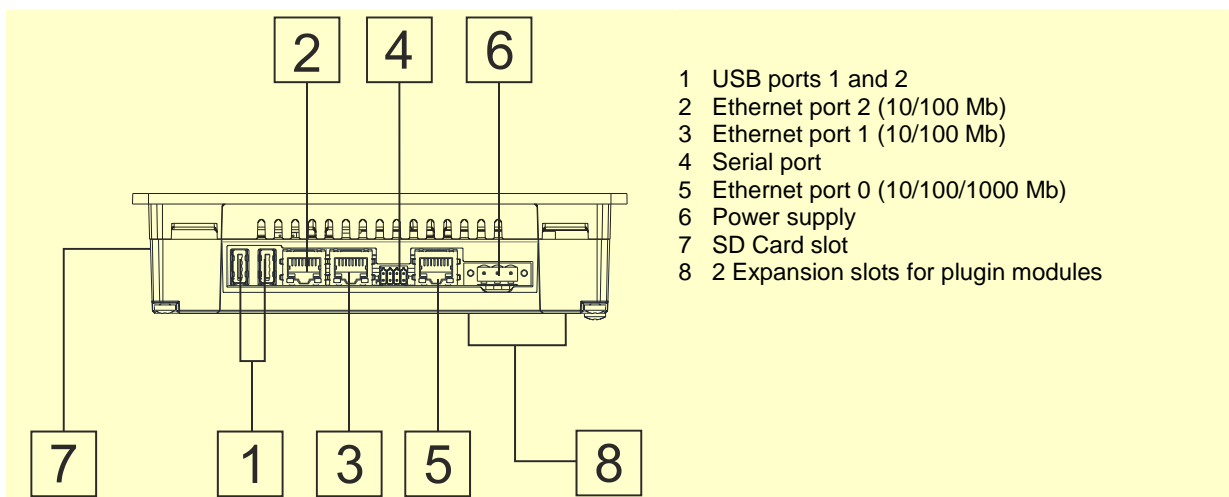 2 4 6
1 USB ports 1 and 2
2 Ethernet port 2 (10/100 Mb)
3 Ethernet port 1 (10/100 Mb)
4 Serial port
5 Ethernet port 0 (10/100/1000 Mb)
6 Power supply
7 SD Card slot
8 2 Expansion slots for plugin modules
7 1 3 5 8